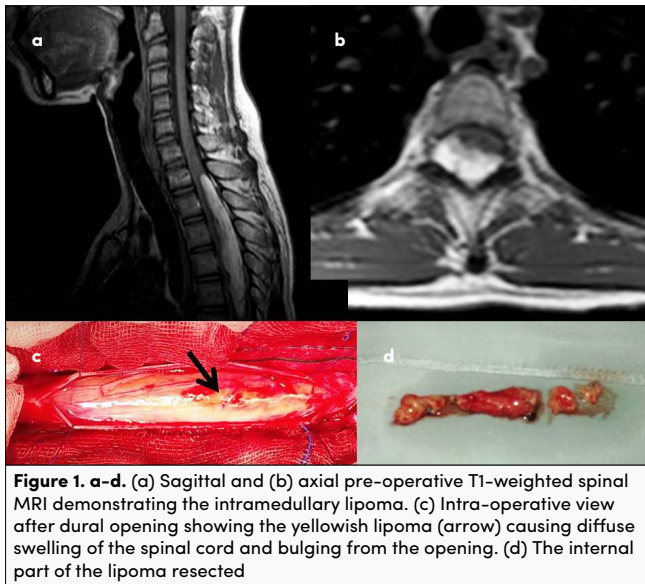 a
b
c
d
Figure 1. a-d. (a) Sagittal and (b) axial pre-operative T1-weighted spinal
MRI demonstrating the intramedullary lipoma. (c) Intra-operative view
after dural opening showing the yellowish lipoma (arrow) causing diffuse
swelling of the spinal cord and bulging from the opening. (d) The internal
part of the lipoma resected